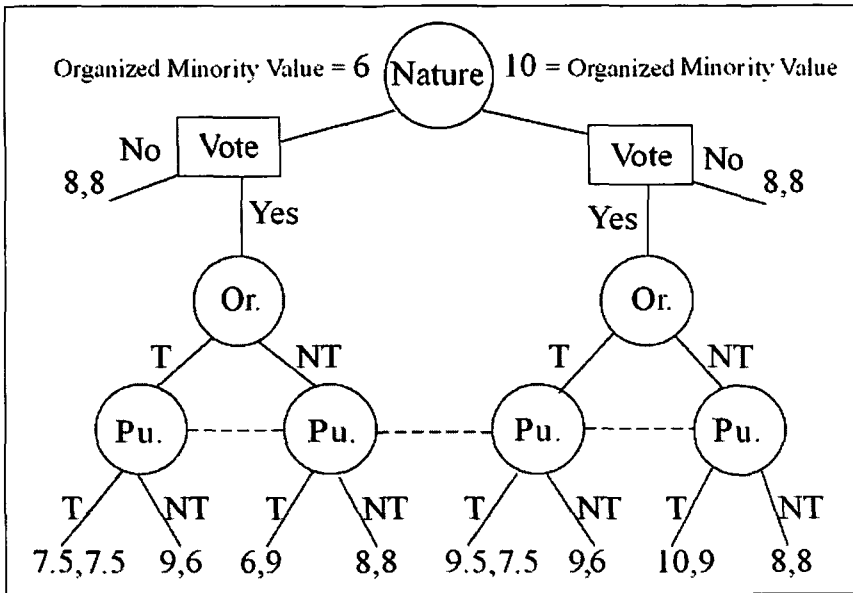 Organized Minority Value = 6 Nature 10 = Organized Minority Value
No Vote Vote No
8,8 8,8
Yes Yes
Or. Or.
T NT T NT
Pu. Pu. Pu. Pu.
T NT T NT T NT T NT
7.5,7.5 9,6 6,9 8,8 9.5,7.5 9,6 10,9 8,8